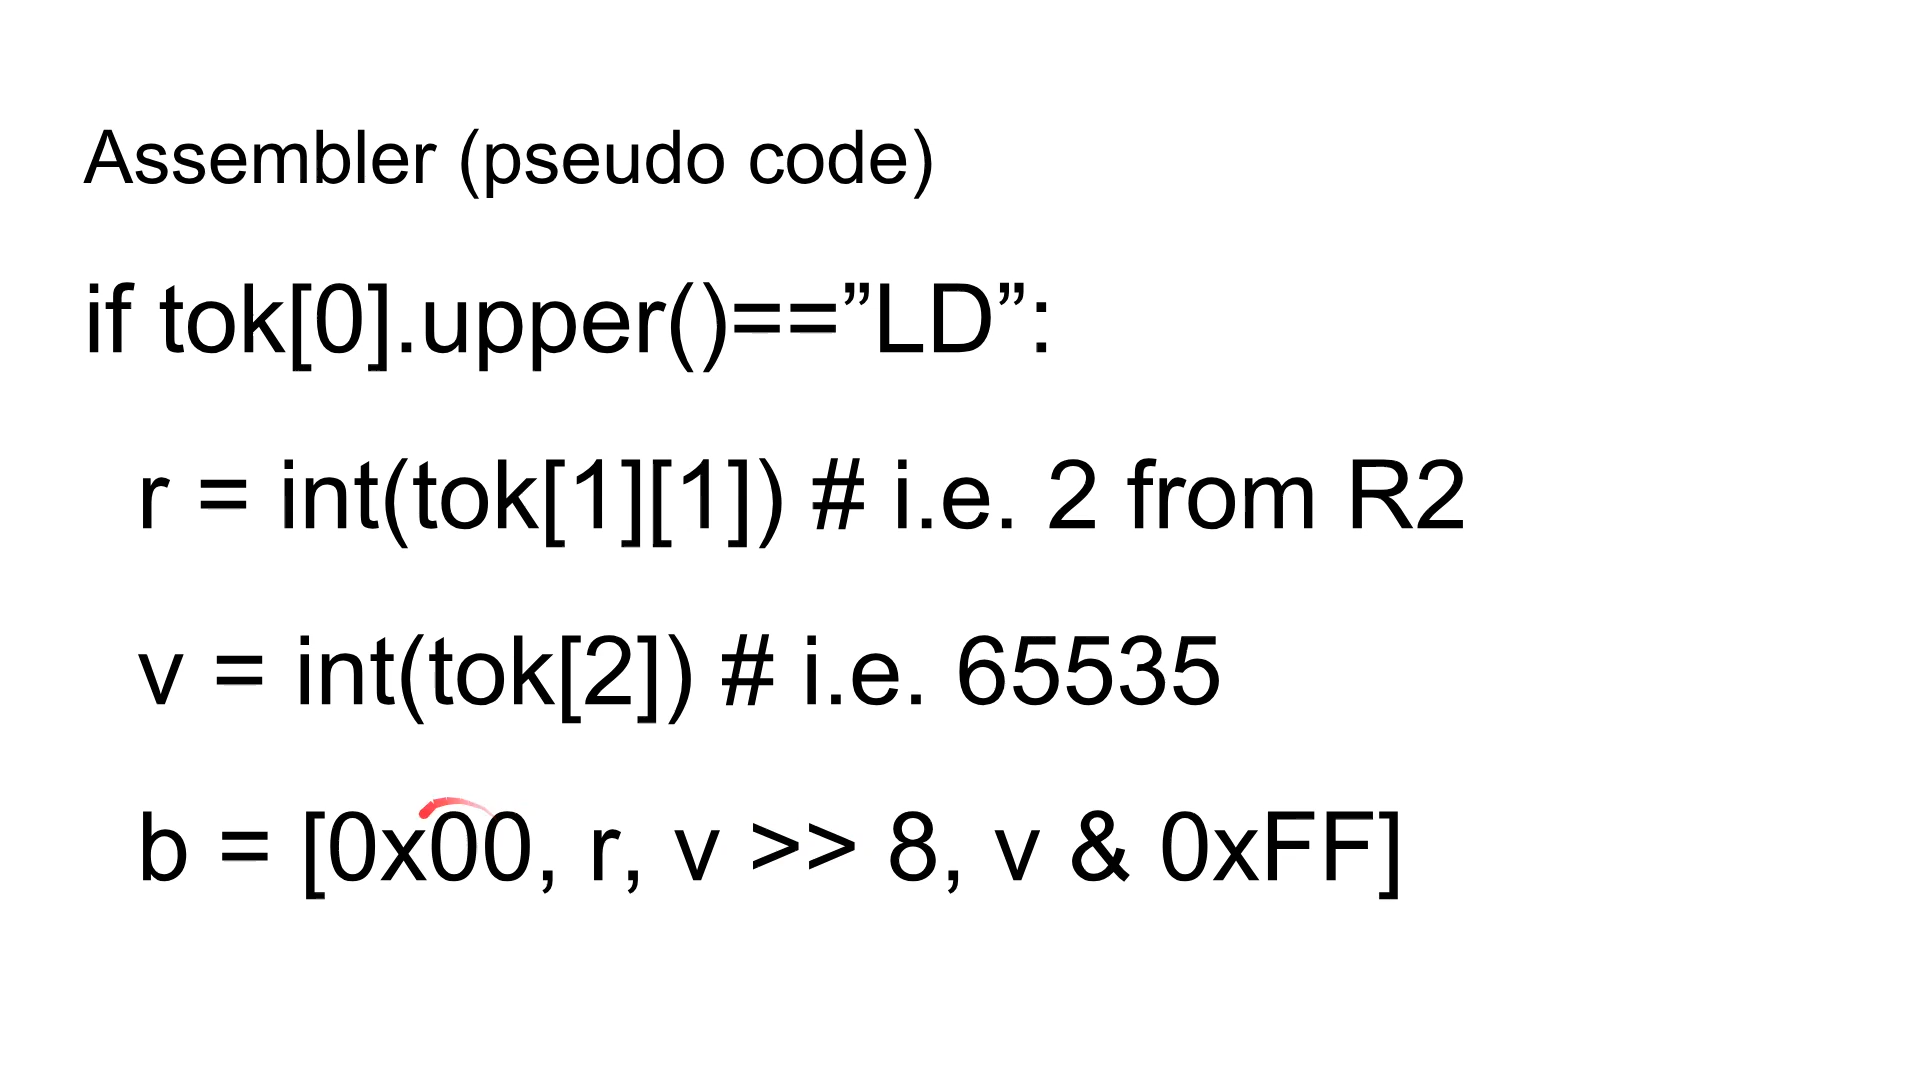 Assembler (pseudo code)
if tok[0].upper()==”LD”:
r = int(tok[1][1]) # i.e. 2 from R2
v = int(tok[2]) # i.e. 65535
b = [0x00, r, v >> 8, v & 0xFF]